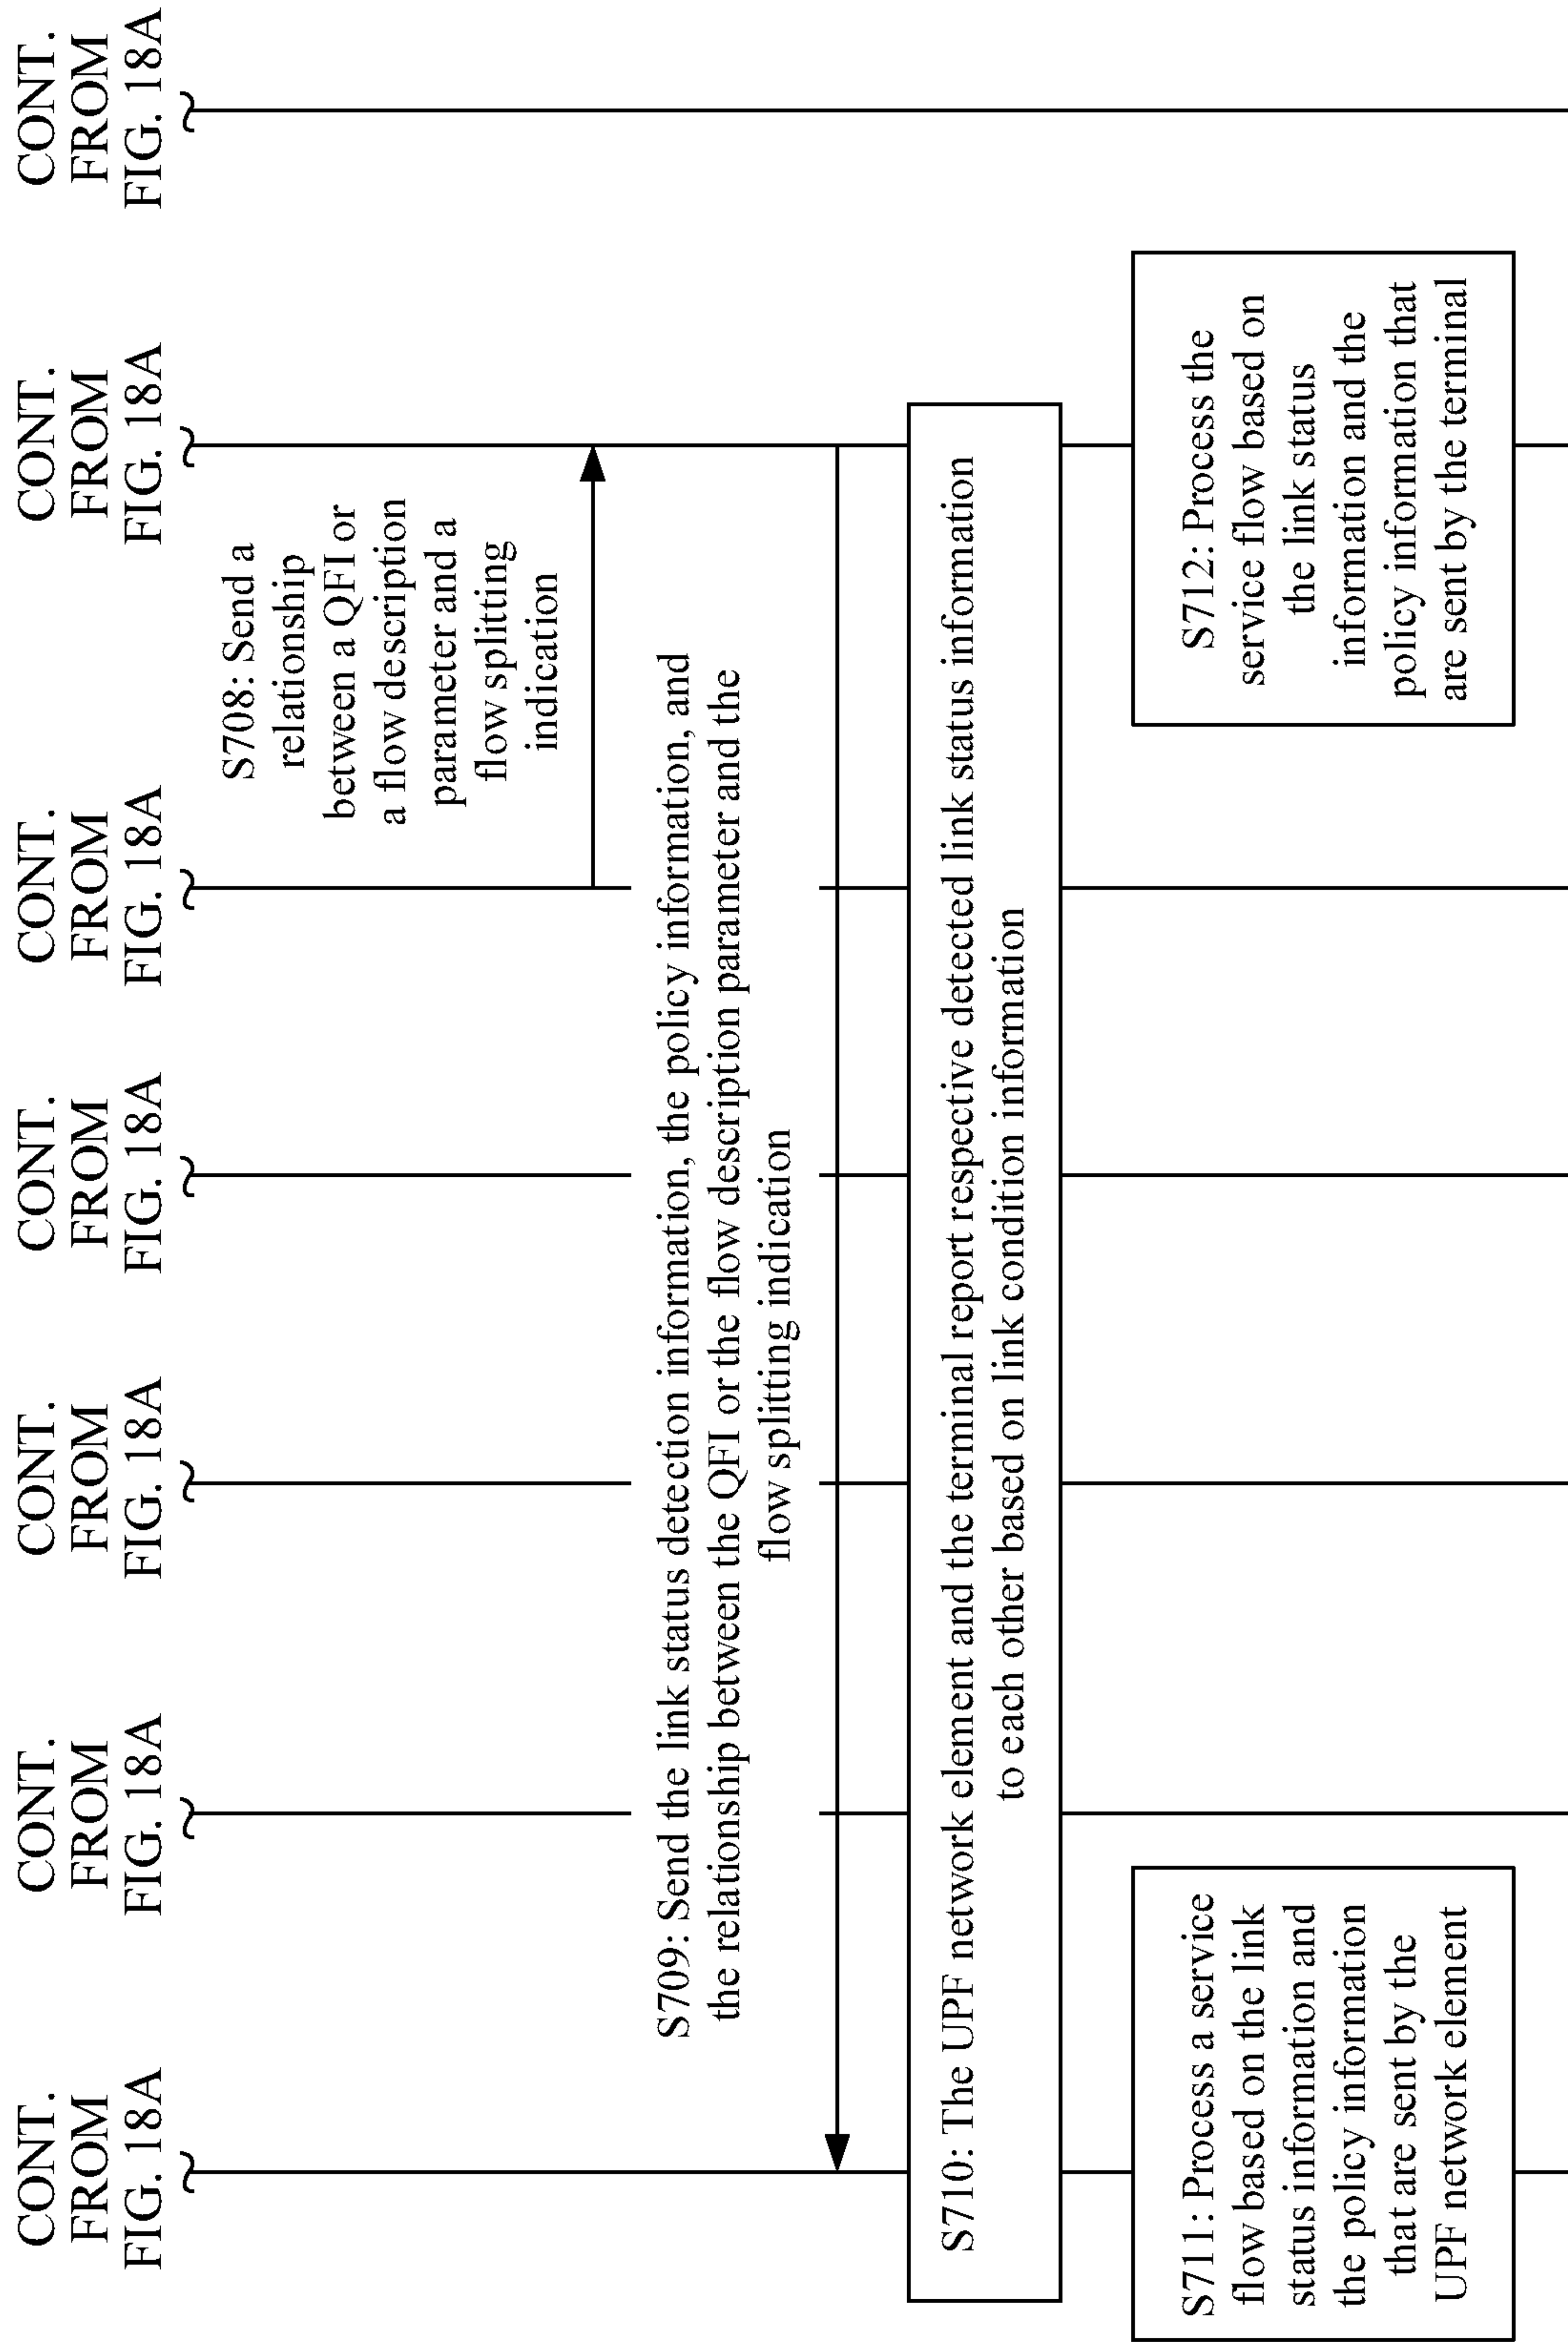 CONT.
FROM
FIG. 18A
CONT.
FROM
FIG. 18A
CONT.
FROM
FIG. 18A
CONT.
FROM
FIG. 18A
CONT.
FROM
FIG. 18A
CONT.
FROM
FIG. 18A
CONT.
FROM
FIG. 18A
S708: Send a
relationship
between a QFI or
a flow description
parameter and a
flow splitting
indication
S709: Send the link status detection information, the policy information, and
the relationship between the QFI or the flow description parameter and the
flow splitting indication
S710: The UPF network element and the terminal report respective detected link status information
to each other based on link condition information
S711: Process a service
flow based on the link
status information and
the policy information
that are sent by the
UPF network element
S712: Process the
service flow based on
the link status
information and the
policy information that
are sent by the terminal